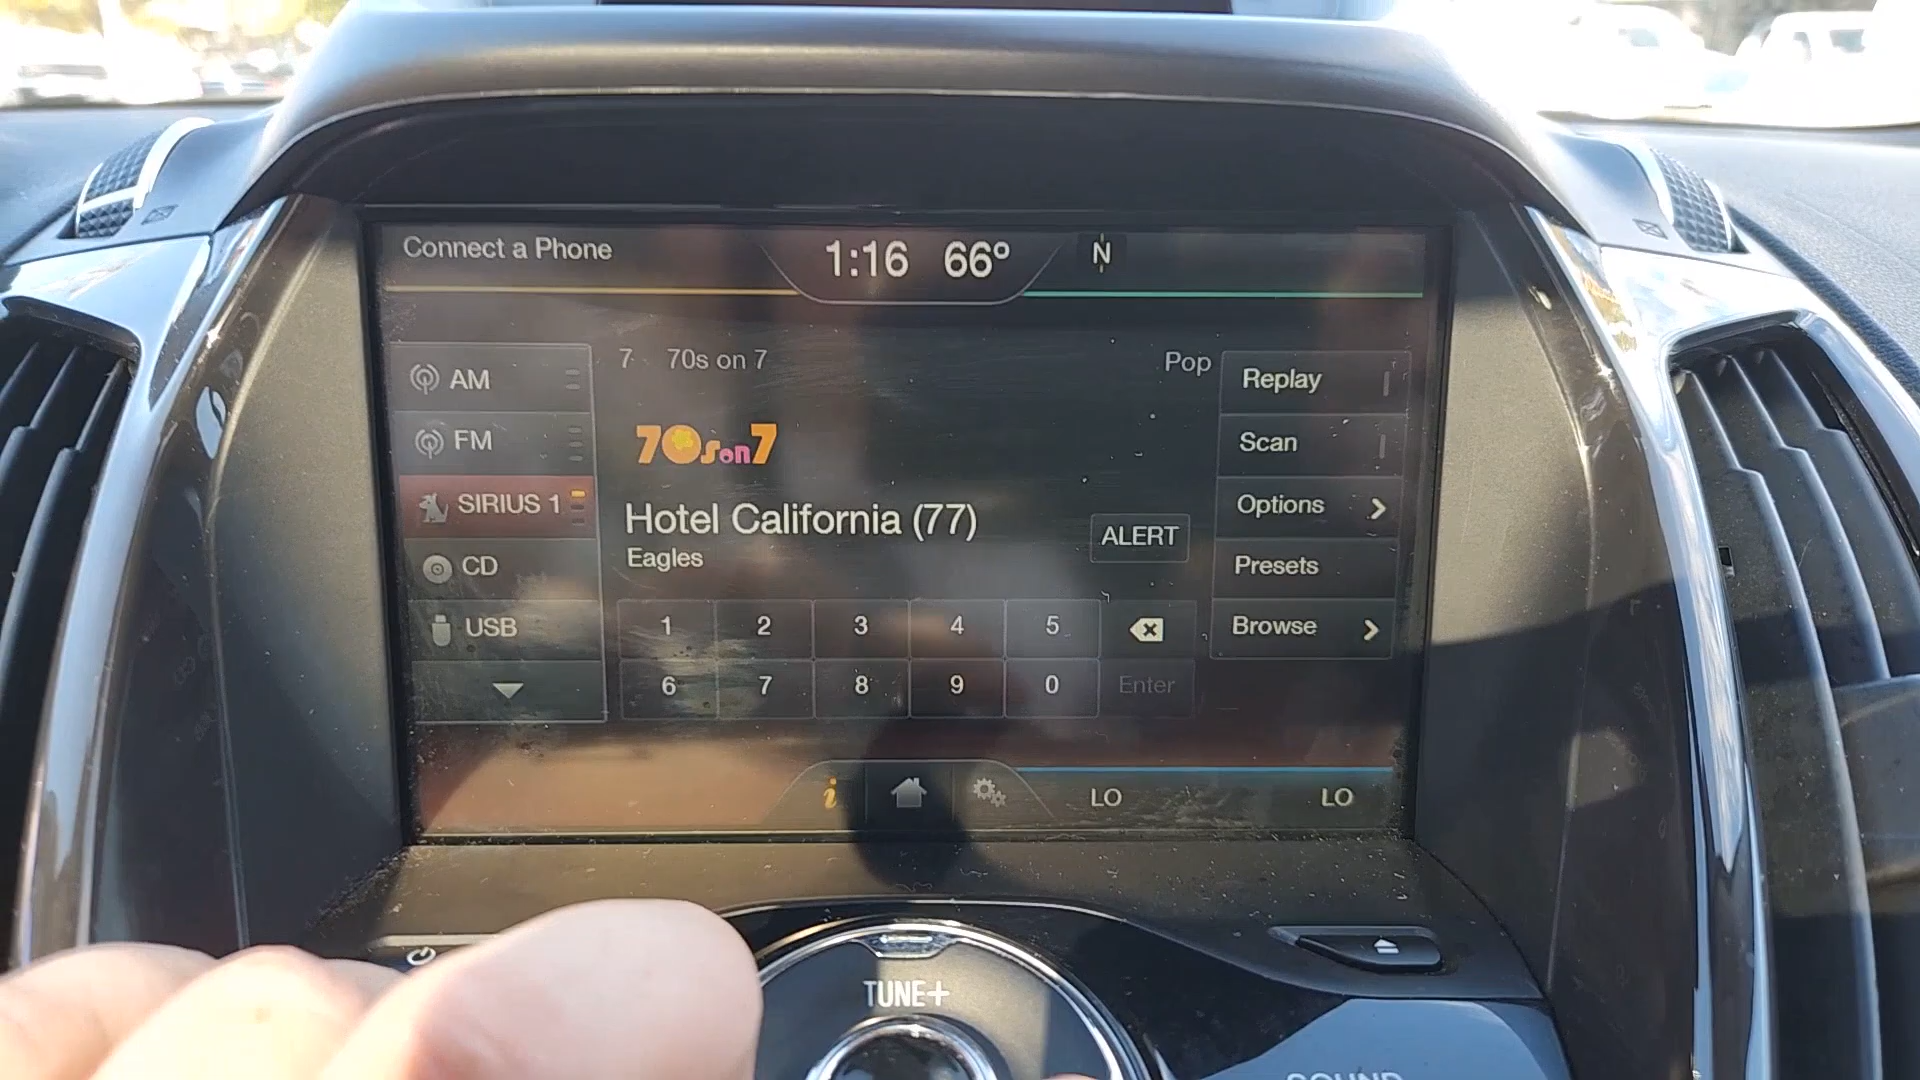 Connect a Phone
1:16 66º
N
AM
FM
SIRIUS 1
CD
USB
7 70s on 7
Pop
70s on 7
Hotel California (77)
Eagles
ALERT
1 2 3 4 5
6 7 8 9 0 Enter
Replay
Scan
Options
Presets
Browse
i
LO
LO
TUNE+
SOUND